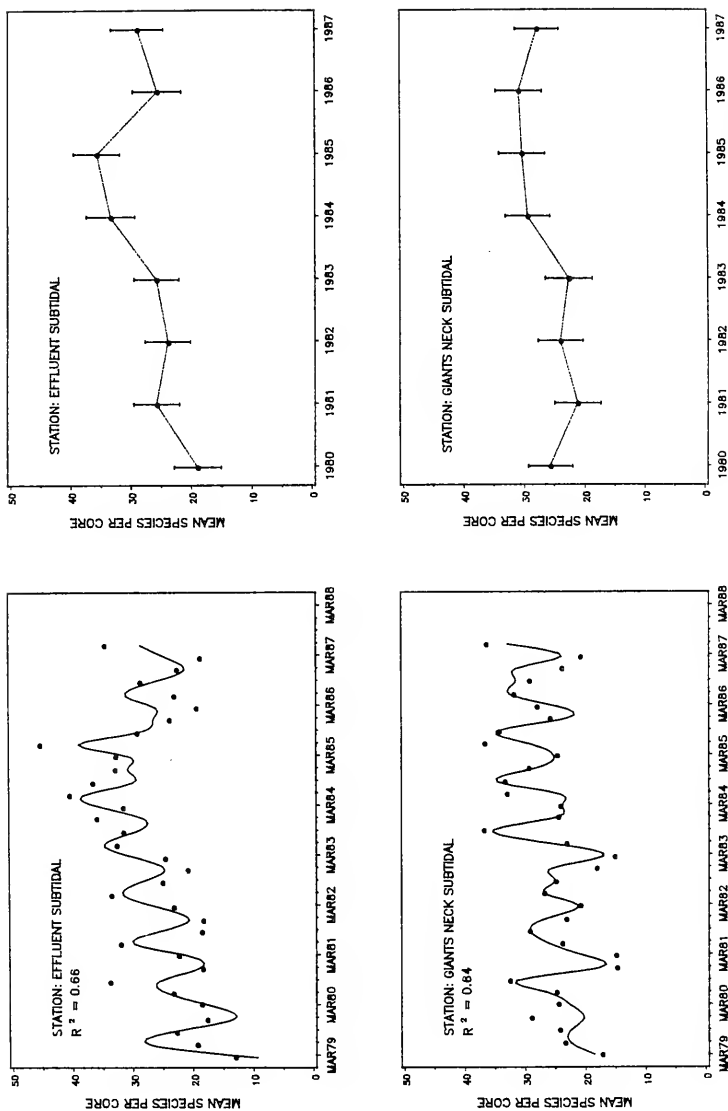 STATION: EFFLUENT SUBTIDAL
R² = 0.66
MEAN SPECIES PER CORE
50
40
30
20
10
0
MAR79 MAR80 MAR81 MAR82 MAR83 MAR84 MAR85 MAR86 MAR87 MAR88
STATION: EFFLUENT SUBTIDAL
MEAN SPECIES PER CORE
50
40
30
20
10
0
1980 1981 1982 1983 1984 1985 1986 1987
STATION: GIANTS NECK SUBTIDAL
R² = 0.84
MEAN SPECIES PER CORE
50
40
30
20
10
0
MAR79 MAR80 MAR81 MAR82 MAR83 MAR84 MAR85 MAR86 MAR87 MAR88
STATION: GIANTS NECK SUBTIDAL
MEAN SPECIES PER CORE
50
40
30
20
10
0
1980 1981 1982 1983 1984 1985 1986 1987